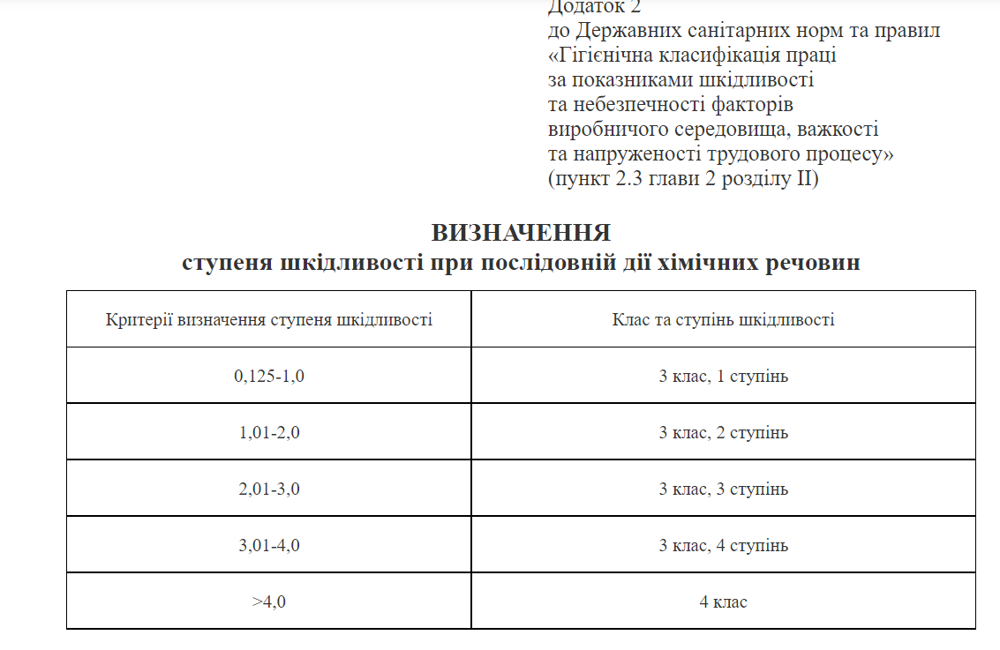 Додаток 2
до Державних санітарних норм та правил
«Гігієнічна класифікація праці
за показниками шкідливості
та небезпечності факторів
виробничого середовища, важкості
та напруженості трудового процесу»
(пункт 2.3 глави 2 розділу II)
ВИЗНАЧЕННЯ
ступеня шкідливості при послідовній дії хімічних речовин
Критерії визначення ступеня шкідливості Клас та ступінь шкідливості
0,125-1,0 3 клас, 1 ступінь
1,01-2,0 3 клас, 2 ступінь
2,01-3,0 3 клас, 3 ступінь
3,01-4,0 3 клас, 4 ступінь
>4,0 4 клас